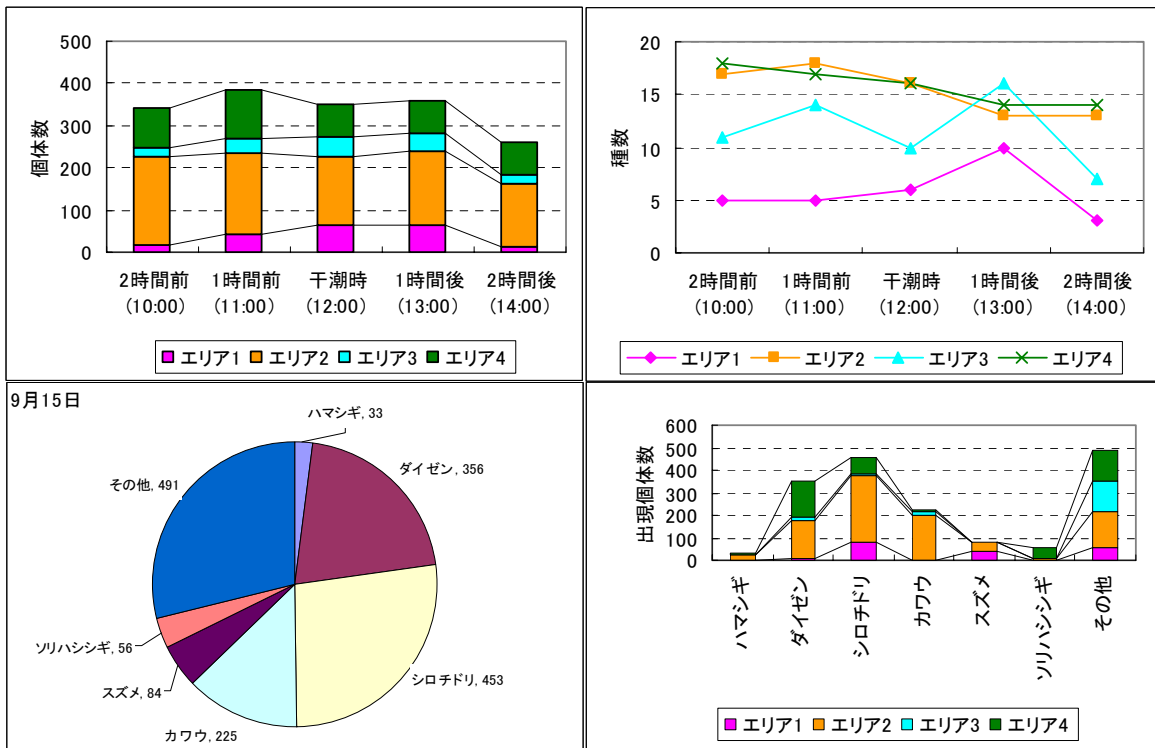 500
400
300
200
100
0
個体数
2時間前 1時間前 干潮時 1時間後 2時間後
(10:00) (11:00) (12:00) (13:00) (14:00)
エリア1 エリア2 エリア3 エリア4
20
15
10
5
0
種数
2時間前 1時間前 干潮時 1時間後 2時間後
(10:00) (11:00) (12:00) (13:00) (14:00)
エリア1 エリア2 エリア3 エリア4
9月15日
ハマシギ, 33
ダイゼン, 356
シロチドリ, 453
カワウ, 225
スズメ, 84
ソリハシシギ, 56
その他, 491
600
500
400
300
200
100
0
出現個体数
ハマシギ
ダイゼン
シロチドリ
カワウ
スズメ
ソリハシシギ
その他
エリア1 エリア2 エリア3 エリア4